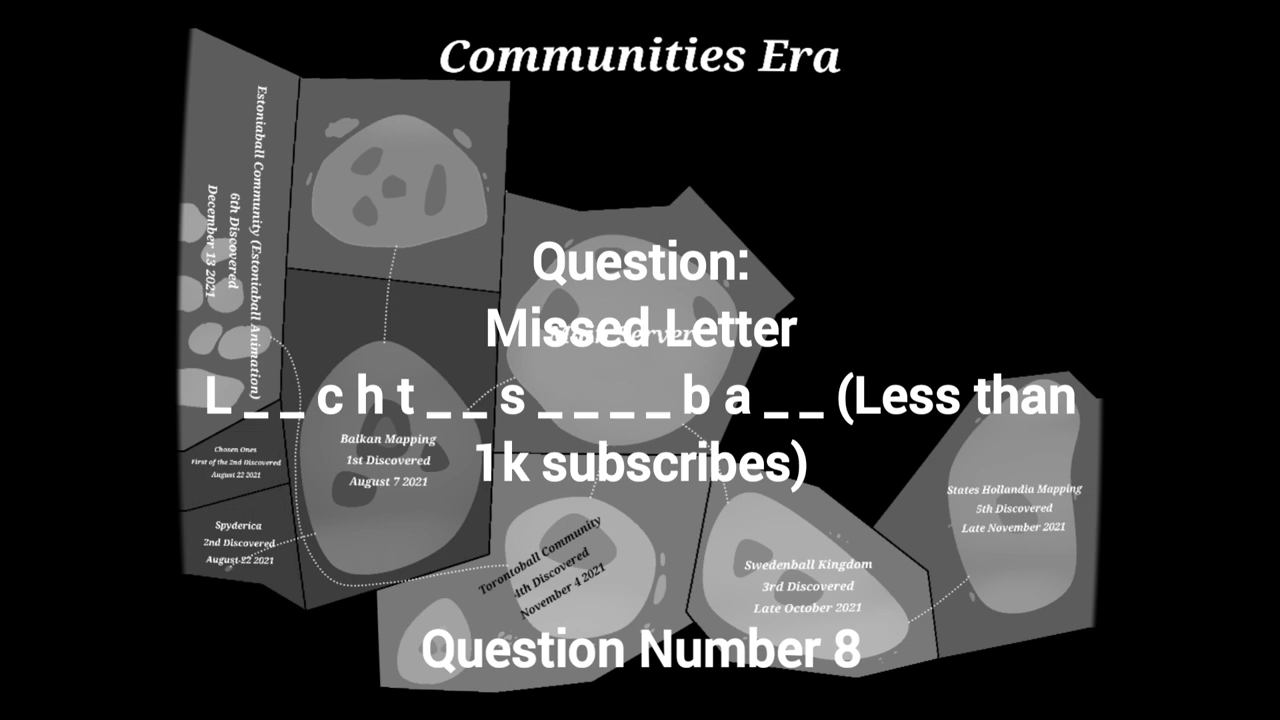 Communities Era
Estoniaball Community (Estoniaball Animation)
6th Discovered
December 13 2021
Question:
Missed Letter
Main Server
L _ _ c h t _ _ s _ _ _ _ b a _ _ (Less than
1k subscribes)
Balkan Mapping
1st Discovered
August 7 2021
Chosen Ones
First of the 2nd Discovered
August 22 2021
Spyderica
2nd Discovered
August 22 2021
Torontoball Community
4th Discovered
November 4 2021
Swedenball Kingdom
3rd Discovered
Late October 2021
States Hollandia Mapping
5th Discovered
Late November 2021
Question Number 8